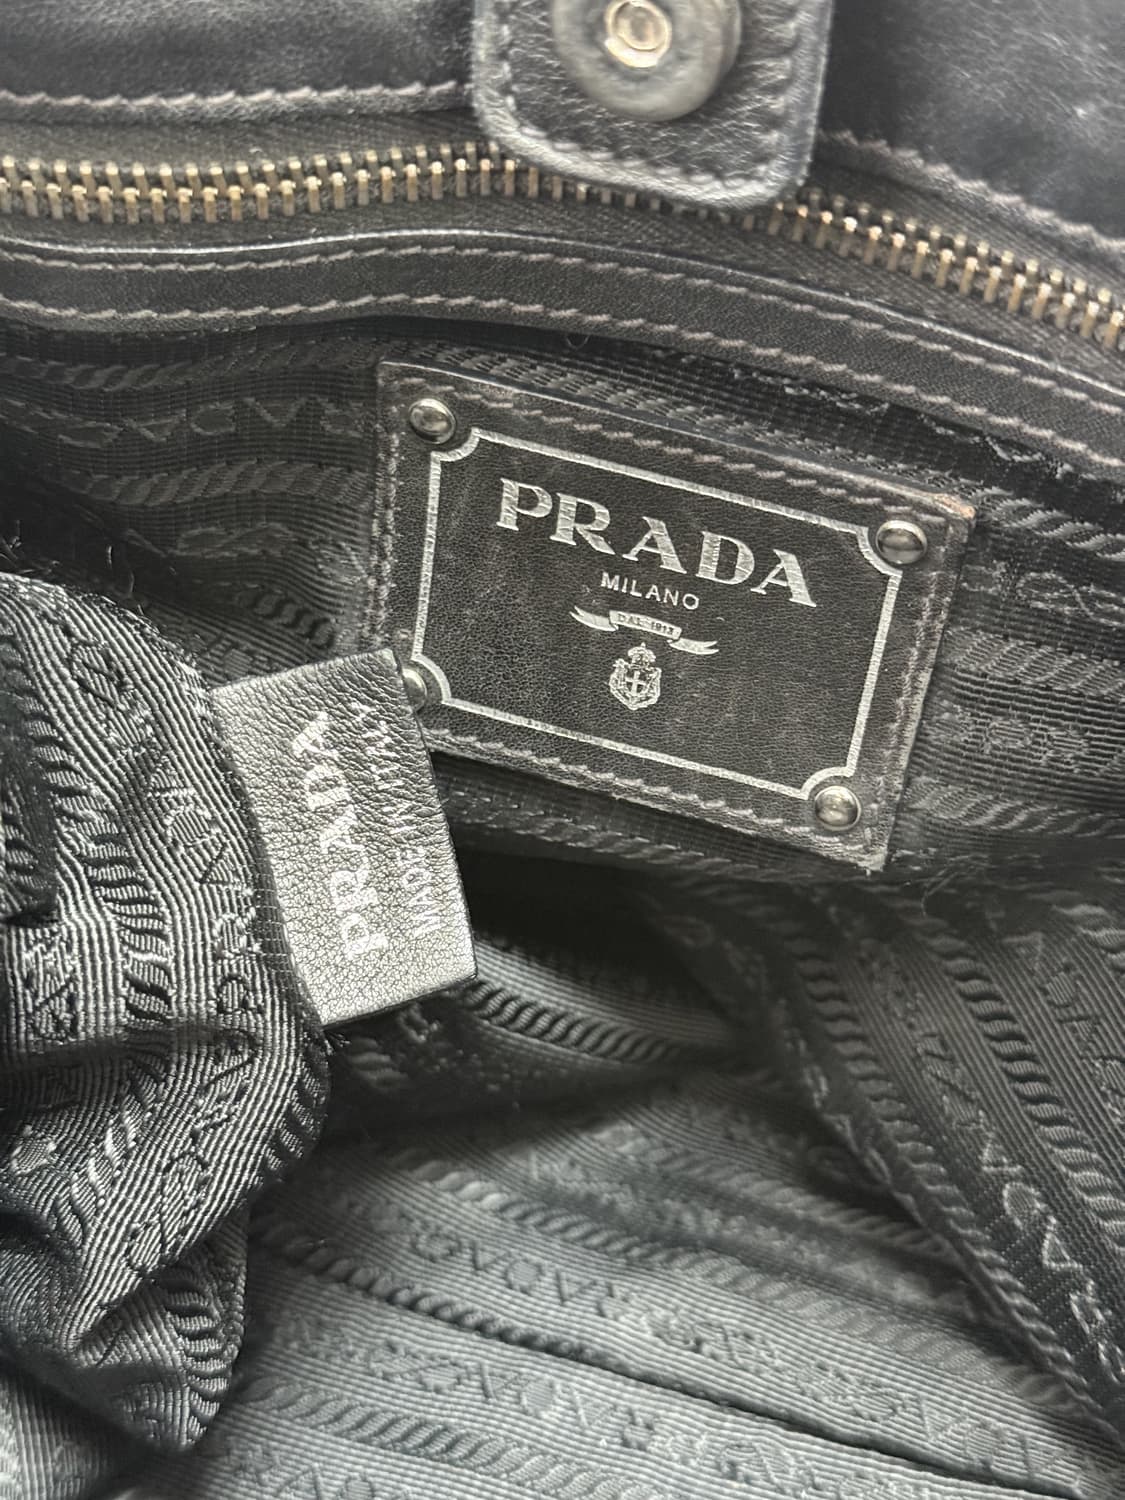 PRADA
MILANO
DAL 1913
PRADA
MADE IN ITALY